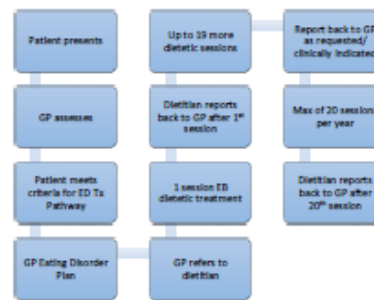 Patient presents
GP assesses
Patient meets
criteria for ED Tx
Pathway
GP Eating Disorder
Plan
GP refers to
dietitian
1 session EB
dietetic treatment
Dietitian reports
back to GP after 1st
session
Up to 19 more
dietetic sessions
Report back to GP
as requested/
clinically indicated
Max of 20 sessions
per year
Dietitian reports
back to GP after
20th session